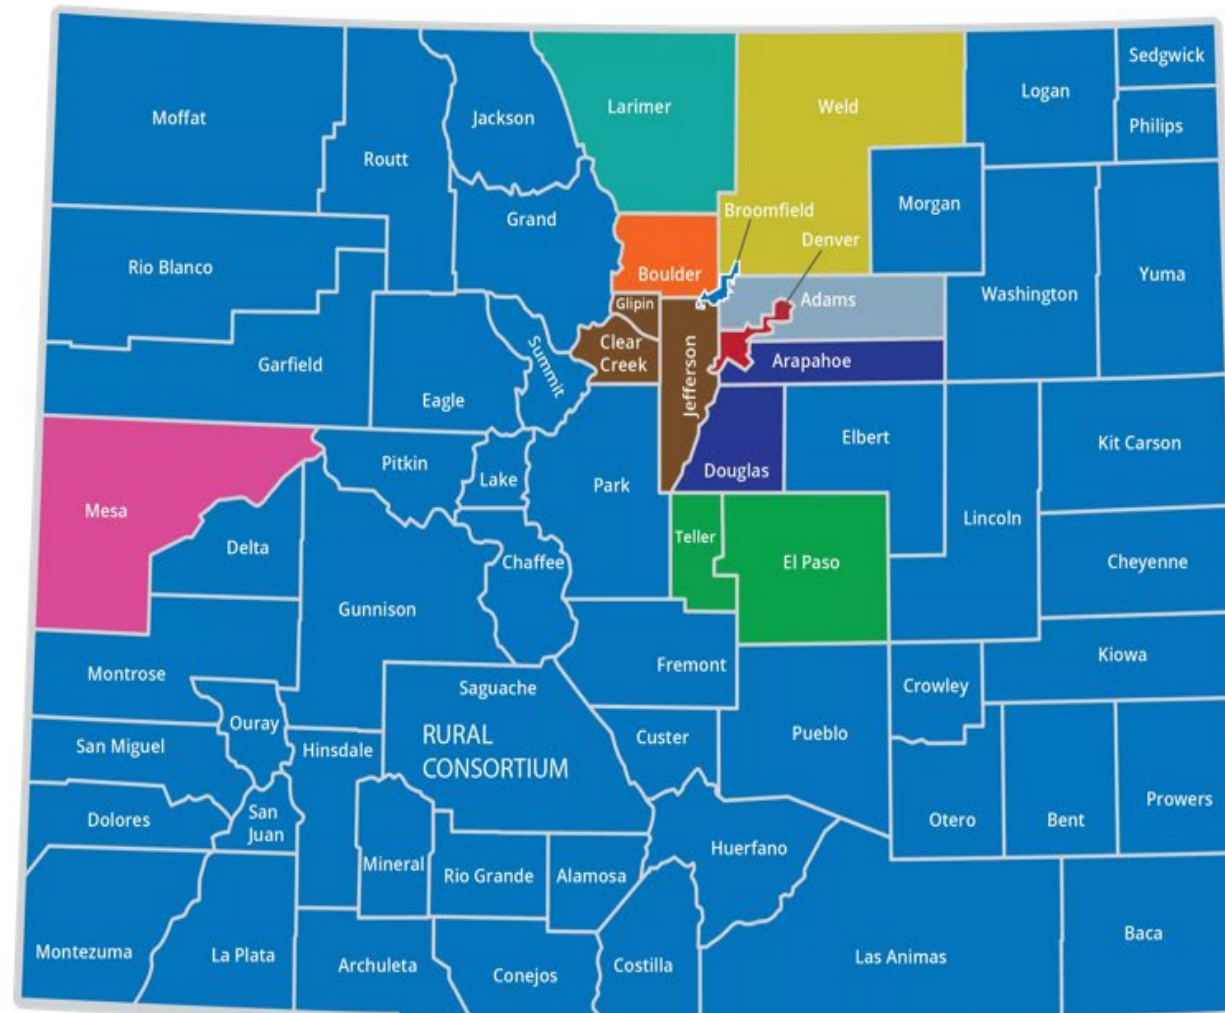 Sedgwick
Logan
Larimer
Weld
Moffat
Jackson
Philips
Routt
Morgan
Broomfield
Grand
Denver
Rio Blanco
Boulder
Yuma
Washington
Glipin
Adams
Clear
Creek
Summit
Jefferson
Arapahoe
Garfield
Eagle
Elbert
Kit Carson
Pitkin
Douglas
Lake
Park
Mesa
Lincoln
Teller
Delta
Chaffee
El Paso
Cheyenne
Gunnison
Kiowa
Fremont
Montrose
Saguache
Crowley
Ouray
RURAL
CONSORTIUM
Custer
Pueblo
San Miguel
Hinsdale
Prowers
San
Juan
Dolores
Otero
Bent
Huerfano
Mineral
Rio Grande
Alamosa
Baca
Montezuma
La Plata
Las Animas
Archuleta
Costilla
Conejos